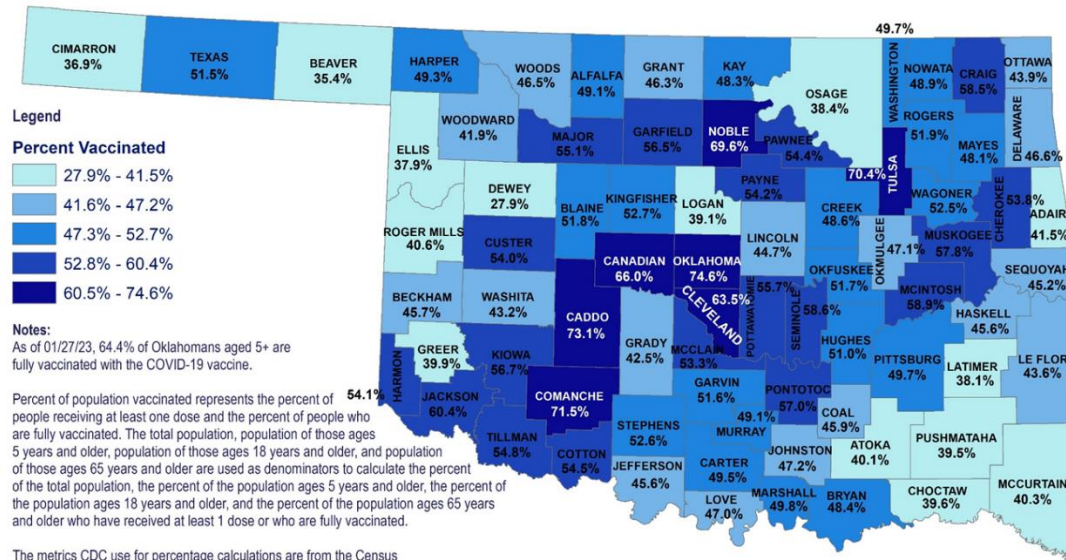 49.7%
CIMARRON
36.9%
TEXAS
51.5%
BEAVER
35.4%
HARPER
49.3%
WOODS
46.5%
ALFALFA
49.1%
GRANT
46.3%
KAY
48.3%
OSAGE
38.4%
WASHINGTON
NOWATA
48.9%
CRAIG
58.5%
OTTAWA
43.9%
Legend
Percent Vaccinated
27.9% - 41.5%
41.6% - 47.2%
47.3% - 52.7%
52.8% - 60.4%
60.5% - 74.6%
ELLIS
37.9%
WOODWARD
41.9%
MAJOR
55.1%
GARFIELD
56.5%
NOBLE
69.6%
PAWNEE
54.4%
ROGERS
51.9%
MAYES
48.1%
DELAWARE
46.6%
DEWEY
27.9%
BLAINE
51.8%
KINGFISHER
52.7%
LOGAN
39.1%
PAYNE
54.2%
CREEK
48.6%
70.4%
TULSA
WAGONER
52.5%
CHEROKEE
53.8%
ADAIR
41.5%
ROGER MILLS
40.6%
CUSTER
54.0%
CANADIAN
66.0%
OKLAHOMA
74.6%
LINCOLN
44.7%
OKMULGEE
47.1%
MUSKOGEE
57.8%
SEQUOYAH
45.2%
BECKHAM
45.7%
WASHITA
43.2%
CADDO
73.1%
GRADY
42.5%
63.5%
CLEVELAND
MCCLAIN
53.3%
55.7%
POTTAWATOMIE
SEMINOLE
58.6%
OKFUSKEE
51.7%
MCINTOSH
58.9%
HASKELL
45.6%
HUGHES
51.0%
PITTSBURG
49.7%
LATIMER
38.1%
LE FLOR
43.6%
GREER
39.9%
54.1%
HARMON
KIOWA
56.7%
JACKSON
60.4%
COMANCHE
71.5%
TILLMAN
54.8%
COTTON
54.5%
STEPHENS
52.6%
GARVIN
51.6%
49.1%
MURRAY
PONTOTOC
57.0%
COAL
45.9%
JOHNSTON
47.2%
ATOKA
40.1%
PUSHMATAHA
39.5%
JEFFERSON
45.6%
CARTER
49.5%
LOVE
47.0%
MARSHALL
49.8%
BRYAN
48.4%
CHOCTAW
39.6%
MCCURTAIN
40.3%
Notes:
As of 01/27/23, 64.4% of Oklahomans aged 5+ are
fully vaccinated with the COVID-19 vaccine.
Percent of population vaccinated represents the percent of
people receiving at least one dose and the percent of people who
are fully vaccinated. The total population, population of those ages
5 years and older, population of those ages 18 years and older, and population
of those ages 65 years and older are used as denominators to calculate the percent
of the total population, the percent of the population ages 5 years and older, the percent of
the population ages 18 years and older, and the percent of the population ages 65 years
and older who have received at least 1 dose or who are fully vaccinated.
The metrics CDC use for percentage calculations are from the Census